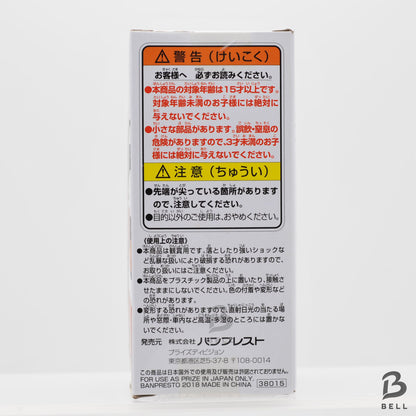 ⚠警告（けいこく）
お客様へ 必ずお読みください。
●本商品の対象年齢は15才以上です。
対象年齢未満のお子様には絶対に
与えないでください。
●小さな部品があります。誤飲・窒息の
危険がありますので、3才未満のお子
様には絶対に与えないでください。
⚠注意（ちゅうい）
●先端が尖っている箇所があります
ので、注意してください。
●目的以外のご使用は、おやめください。
（使用上の注意）
●本商品は観賞用です。落としたり強いショックな
ど乱暴な扱いにより破損する恐れがありますので、
お取り扱いにはご注意ください。
●本商品をプラスチック製品の上に置いたり、接触さ
せたままにしないでください。色の付着や変形など
の恐れがあります。
●変形する恐れがありますので、直射日光の当たる場
所や窓際・車内など高温・多湿のところには置かな
いでください。
発売元 株式会社 バンプレスト
プライズディビジョン
東京都港区芝5-37-8 〒108-0014
この商品は日本国内での使用及び販売を許諾されています。
FOR USE AS PRIZE IN JAPAN ONLY.
BANPRESTO 2018 MADE IN CHINA
38015
B
BELL